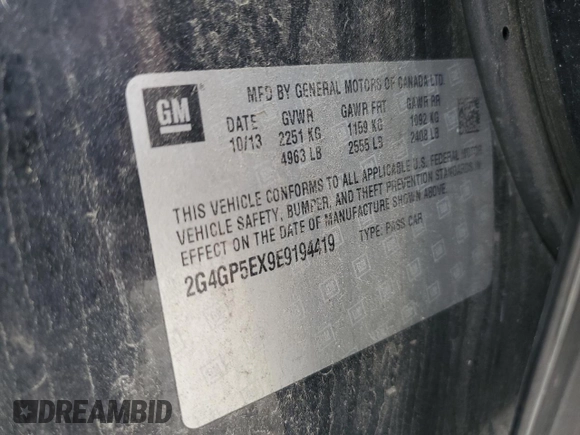 MFD BY GENERAL MOTORS OF CANADA LTD
GM
DATE GVWR GAWR FRT GAWR RR
10/13 2251 KG 1159 KG 1092 KG
4963 LB 2555 LB 2408 LB
THIS VEHICLE CONFORMS TO ALL APPLICABLE U.S. FEDERAL MOTOR
VEHICLE SAFETY, BUMPER, AND THEFT PREVENTION STANDARDS IN
EFFECT ON THE DATE OF MANUFACTURE SHOWN ABOVE.
2G4GP5EX9E9194419 TYPE: PASS CAR
DREAMBID